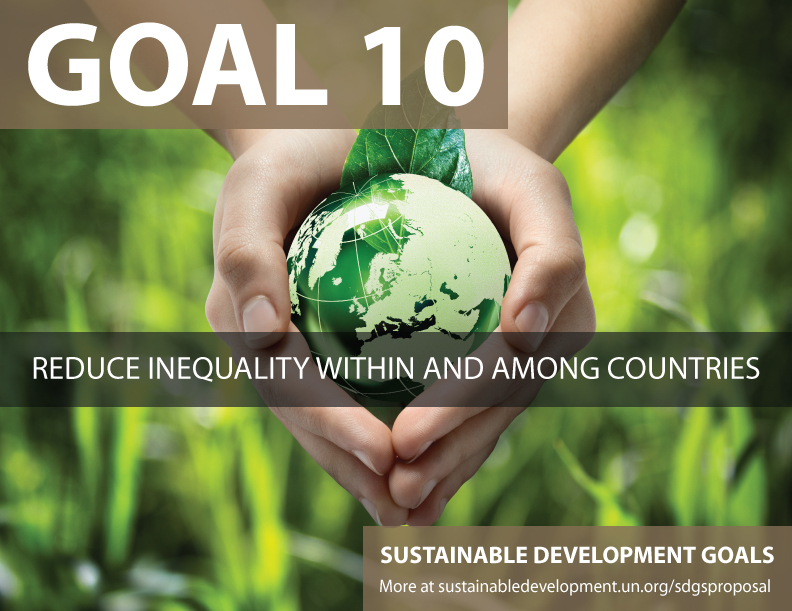 GOAL 10
REDUCE INEQUALITY WITHIN AND AMONG COUNTRIES
SUSTAINABLE DEVELOPMENT GOALS
More at sustainabledevelopment.un.org/sdgsproposal